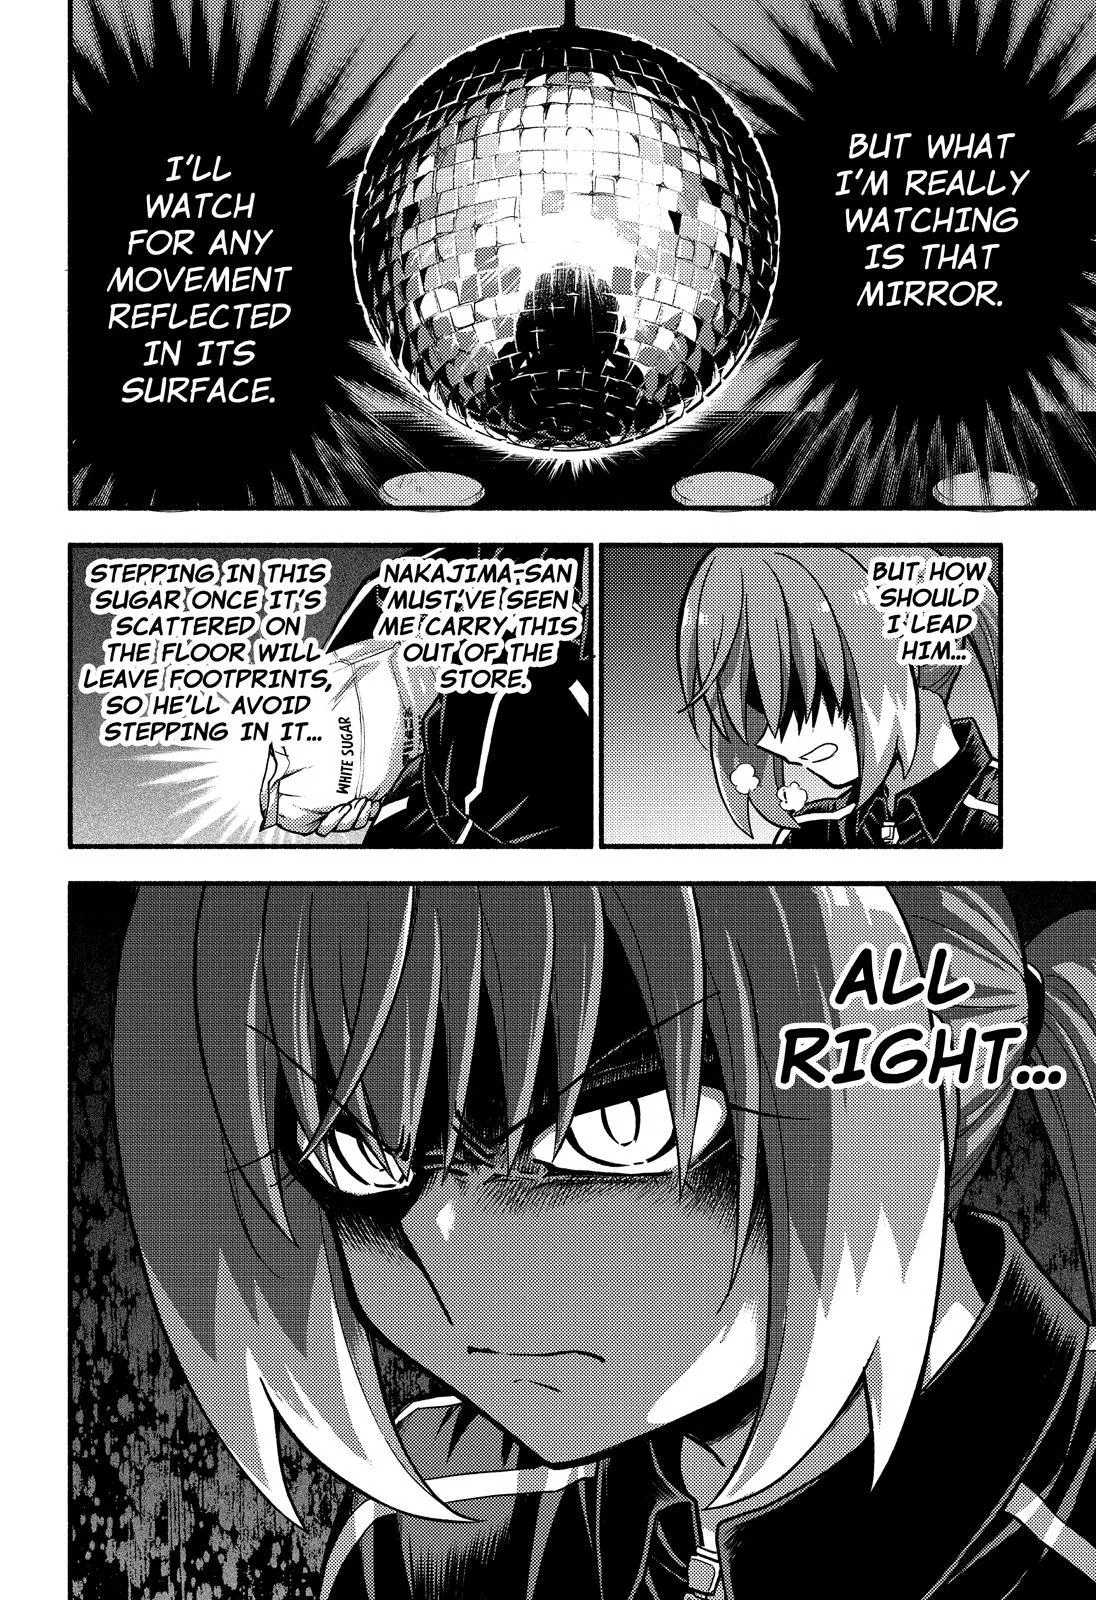 BUT WHAT
I'M REALLY
WATCHING
IS THAT
MIRROR.
I'LL
WATCH
FOR ANY
MOVEMENT
REFLECTED
IN ITS
SURFACE.
BUT HOW
SHOULD
I LEAD
HIM...
NAKAJIMA-SAN
MUST'VE SEEN
ME CARRY THIS
OUT OF THE
STORE.
STEPPING IN THIS
SUGAR ONCE IT'S
SCATTERED ON
THE FLOOR WILL
LEAVE FOOTPRINTS,
SO HE'LL AVOID
STEPPING IN IT...
WHITE SUGAR
ALL
RIGHT...